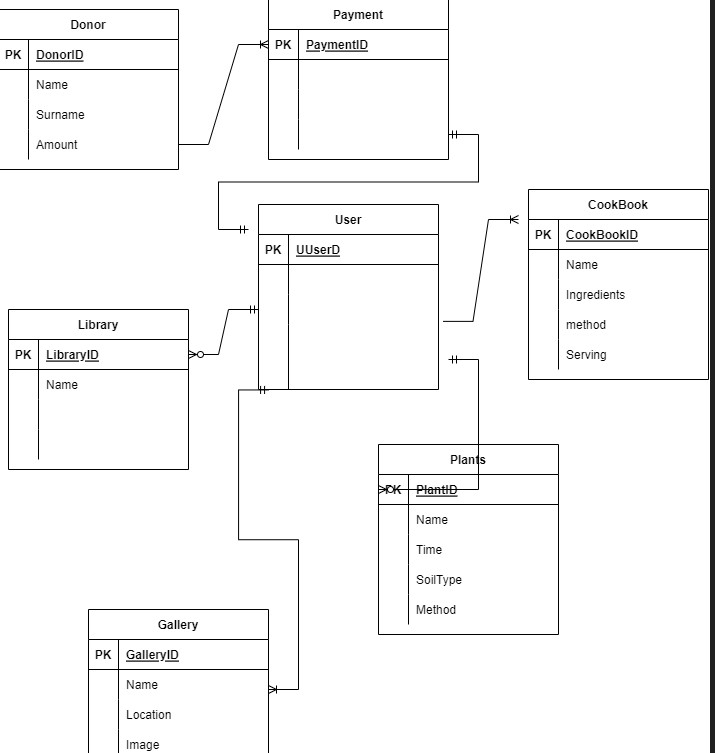 Donor
PK DonorID
Name
Surname
Amount
Payment
PK PaymentID
User
PK UUserD
CookBook
PK CookBookID
Name
Ingredients
method
Serving
Library
PK LibraryID
Name
Plants
PK PlantID
Name
Time
SoilType
Method
Gallery
PK GalleryID
Name
Location
Image